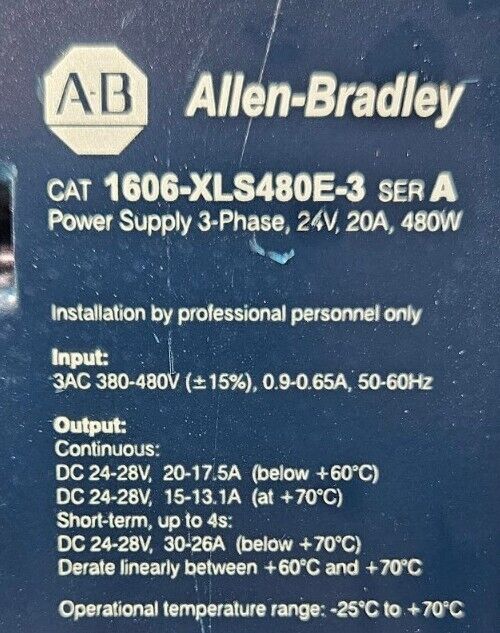 A-B Allen-Bradley
CAT 1606-XLS480E-3 SER A
Power Supply 3-Phase, 24V, 20A, 480W
Installation by professional personnel only
Input:
3AC 380-480V (±15%), 0.9-0.65A, 50-60Hz
Output:
Continuous:
DC 24-28V, 20-17.5A (below +60°C)
DC 24-28V, 15-13.1A (at +70°C)
Short-term, up to 4s:
DC 24-28V, 30-26A (below +70°C)
Derate linearly between +60°C and +70°C
Operational temperature range: -25°C to +70°C